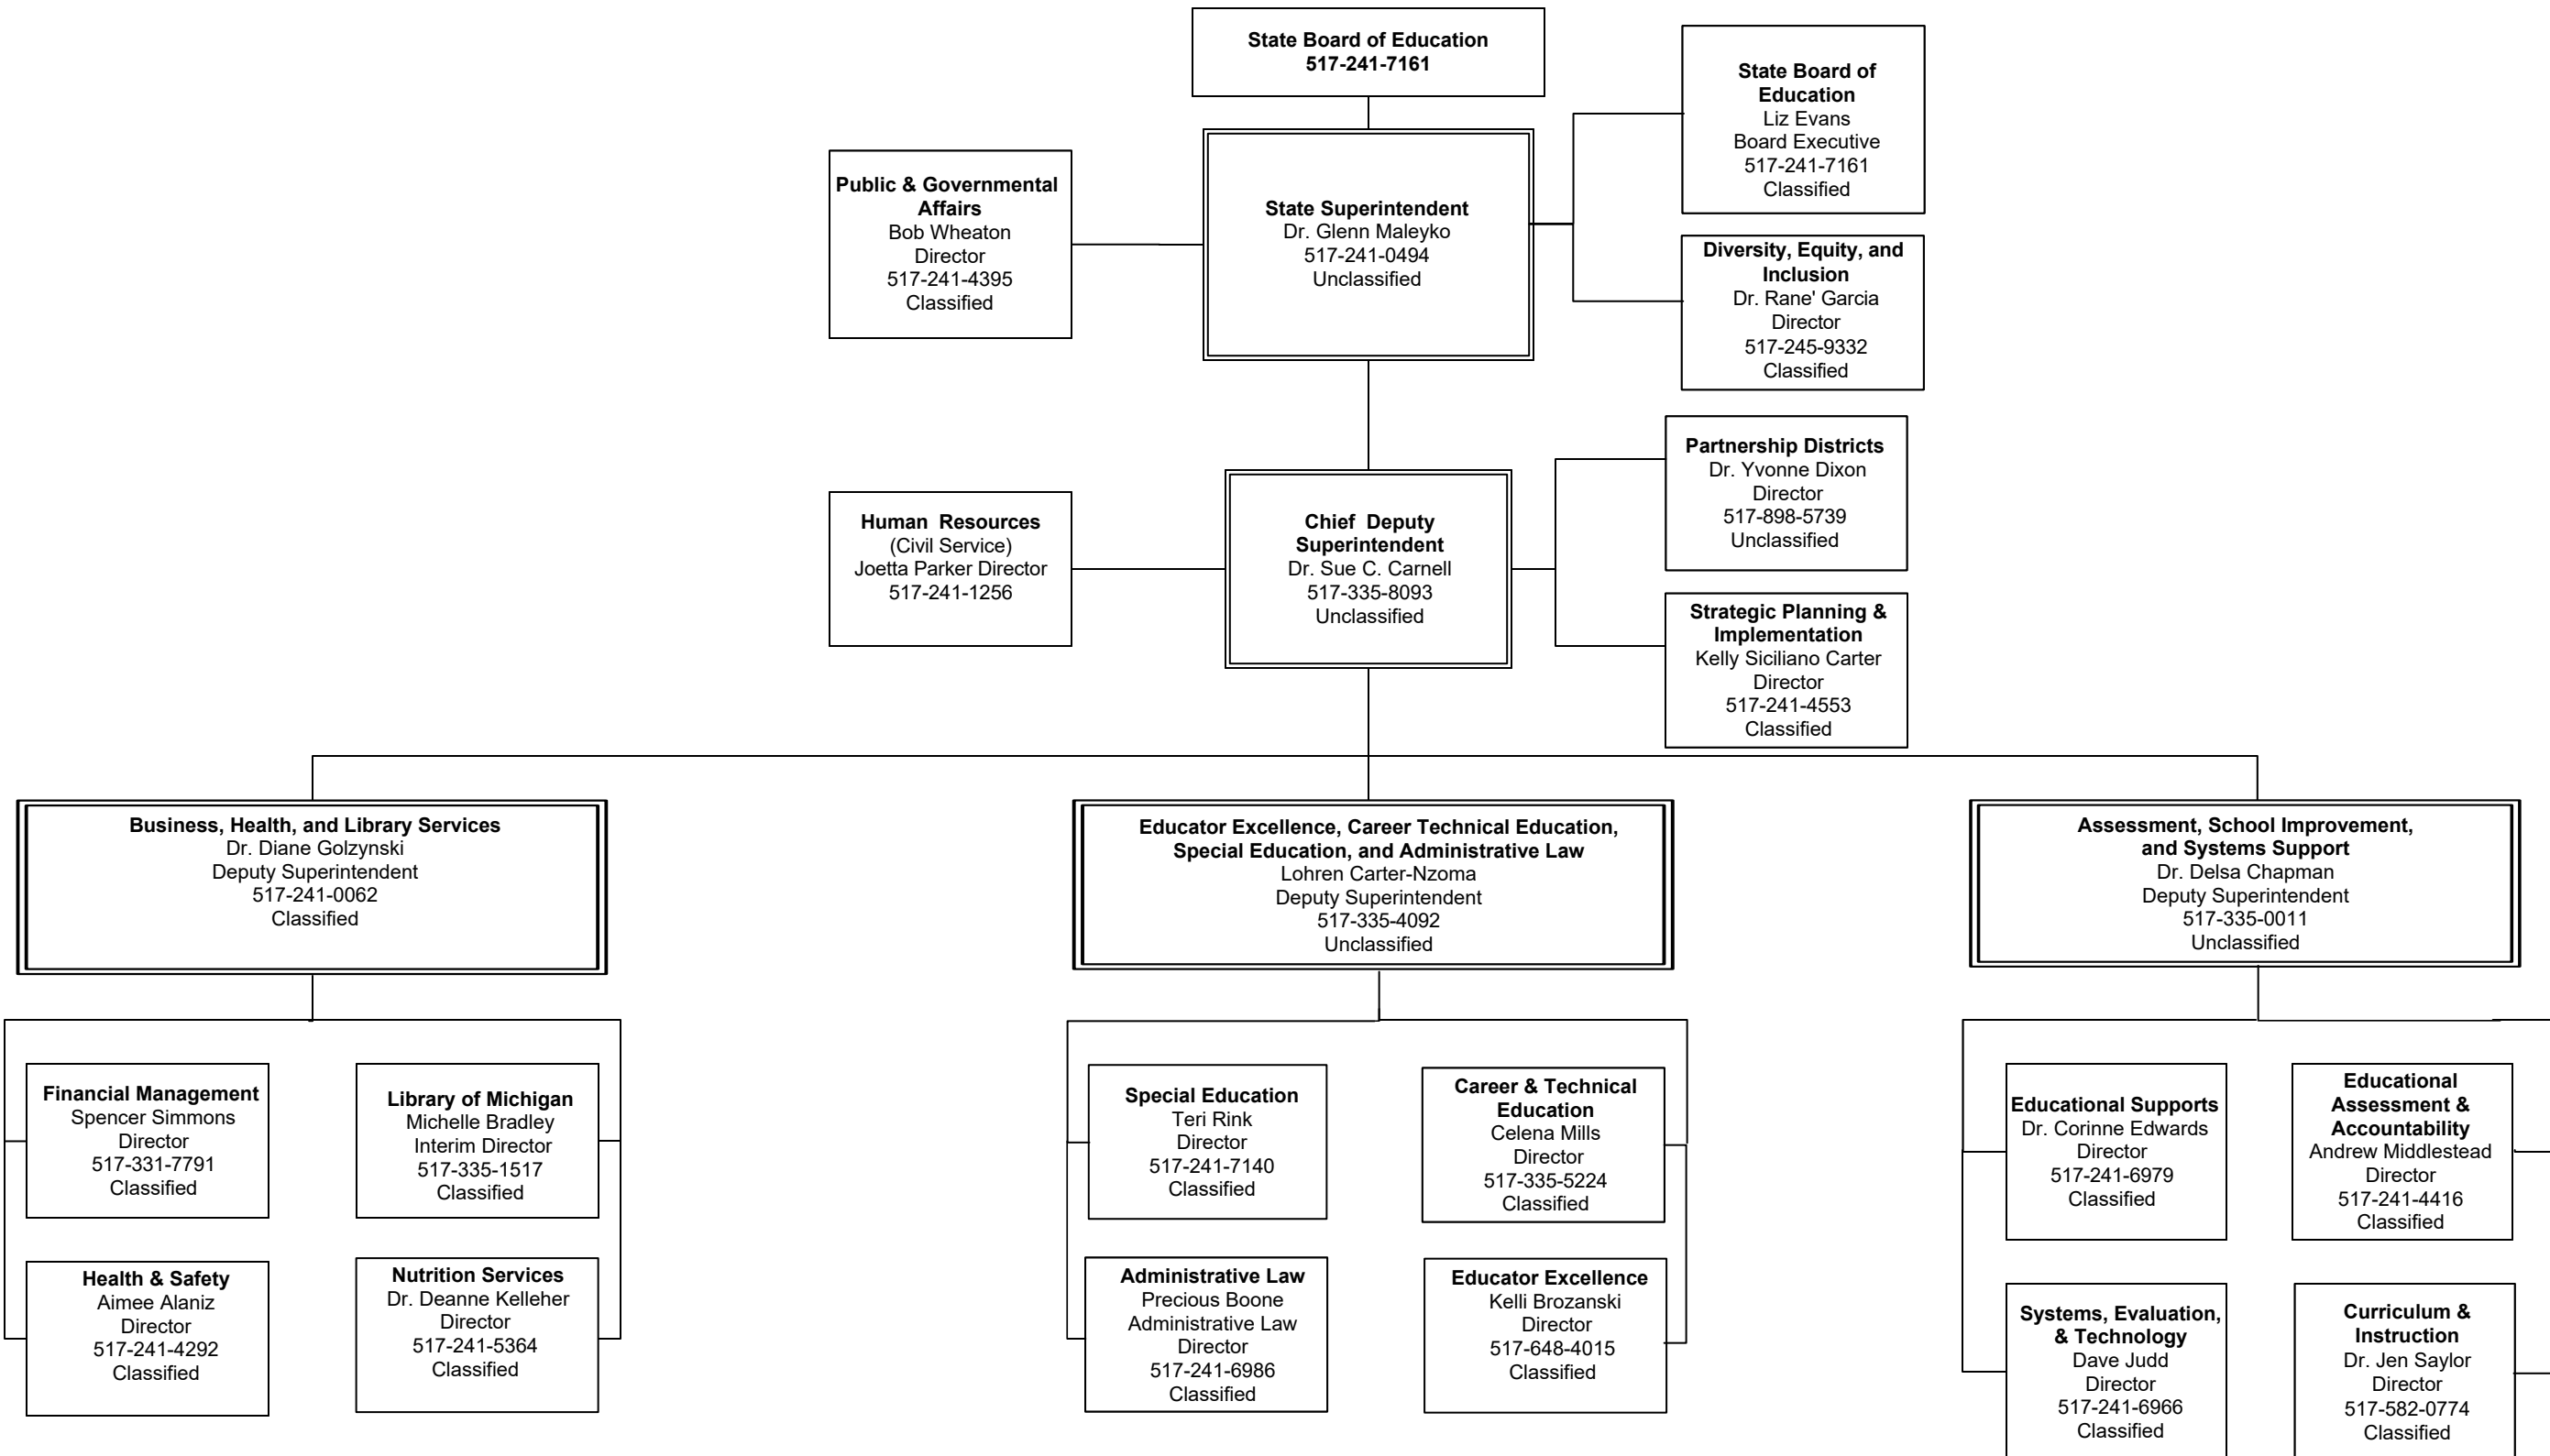 State Board of Education
517-241-7161
State Board of
Education
Liz Evans
Board Executive
517-241-7161
Classified
Public & Governmental
Affairs
Bob Wheaton
Director
517-241-4395
Classified
State Superintendent
Dr. Glenn Maleyko
517-241-0494
Unclassified
Diversity, Equity, and
Inclusion
Dr. Rane' Garcia
Director
517-245-9332
Classified
Partnership Districts
Dr. Yvonne Dixon
Director
517-898-5739
Unclassified
Human Resources
(Civil Service)
Joetta Parker Director
517-241-1256
Chief Deputy
Superintendent
Dr. Sue C. Carnell
517-335-8093
Unclassified
Strategic Planning &
Implementation
Kelly Siciliano Carter
Director
517-241-4553
Classified
Business, Health, and Library Services
Dr. Diane Golzynski
Deputy Superintendent
517-241-0062
Classified
Educator Excellence, Career Technical Education,
Special Education, and Administrative Law
Lohren Carter-Nzoma
Deputy Superintendent
517-335-4092
Unclassified
Assessment, School Improvement,
and Systems Support
Dr. Delsa Chapman
Deputy Superintendent
517-335-0011
Unclassified
Financial Management
Spencer Simmons
Director
517-331-7791
Classified
Library of Michigan
Michelle Bradley
Interim Director
517-335-1517
Classified
Special Education
Teri Rink
Director
517-241-7140
Classified
Career & Technical
Education
Celena Mills
Director
517-335-5224
Classified
Educational Supports
Dr. Corinne Edwards
Director
517-241-6979
Classified
Educational
Assessment &
Accountability
Andrew Middlestead
Director
517-241-4416
Classified
Health & Safety
Aimee Alaniz
Director
517-241-4292
Classified
Nutrition Services
Dr. Deanne Kelleher
Director
517-241-5364
Classified
Administrative Law
Precious Boone
Administrative Law
Director
517-241-6986
Classified
Educator Excellence
Kelli Brozanski
Director
517-648-4015
Classified
Systems, Evaluation,
& Technology
Dave Judd
Director
517-241-6966
Classified
Curriculum &
Instruction
Dr. Jen Saylor
Director
517-582-0774
Classified